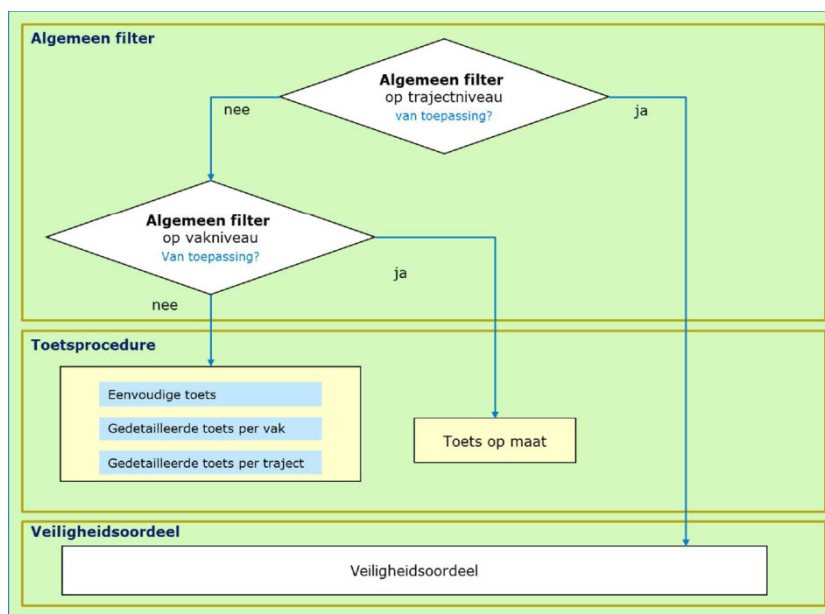 Algemeen filter
Algemeen filter
op trajectniveau
van toepassing?
nee
ja
Algemeen filter
op vakniveau
Van toepassing?
ja
nee
Toetsprocedure
Eenvoudige toets
Gedetailleerde toets per vak
Gedetailleerde toets per traject
Toets op maat
Veiligheidsoordeel
Veiligheidsoordeel